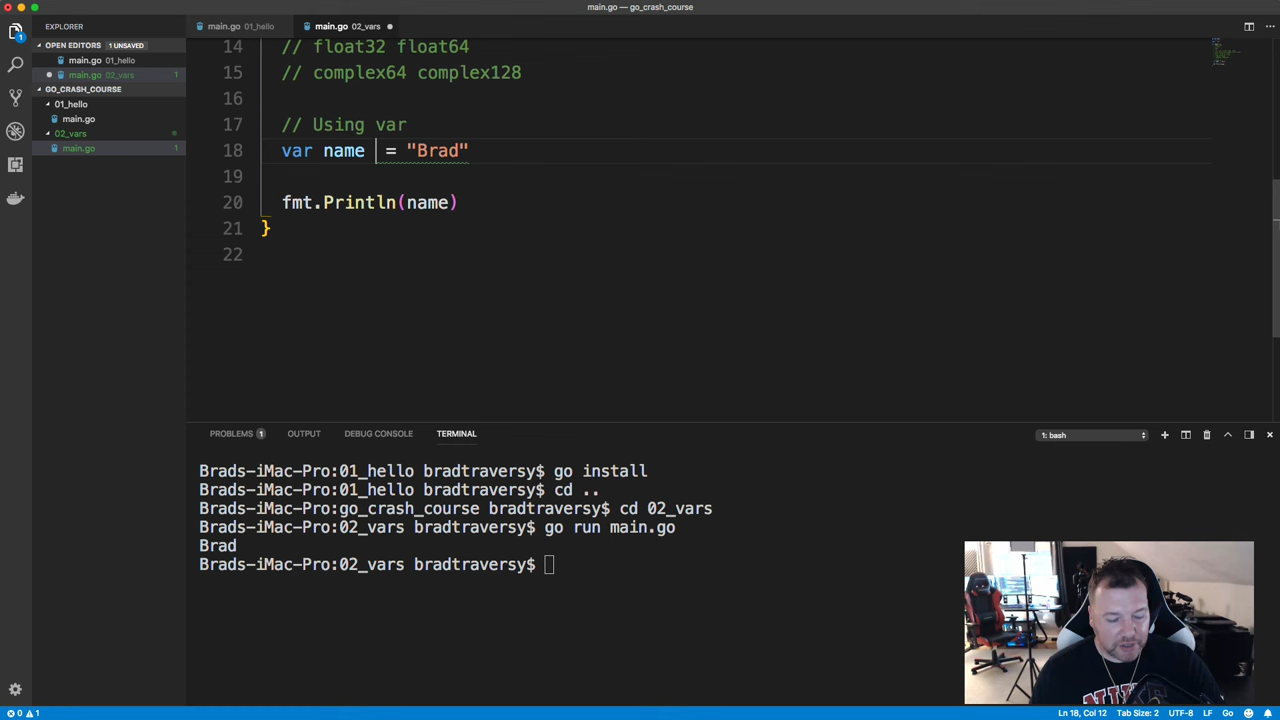 main.go — go_crash_course
EXPLORER
main.go 01_hello
main.go 02_vars
OPEN EDITORS 1 UNSAVED
main.go 01_hello
main.go 02_vars 1
GO_CRASH_COURSE
01_hello
main.go
02_vars
main.go 1
1
14 // float32 float64
15 // complex64 complex128
16
17 // Using var
18 var name = "Brad"
19
20 fmt.Println(name)
21 }
22
PROBLEMS 1 OUTPUT DEBUG CONSOLE TERMINAL 1: bash
Brads-iMac-Pro:01_hello bradtraversy$ go install
Brads-iMac-Pro:01_hello bradtraversy$ cd ..
Brads-iMac-Pro:go_crash_course bradtraversy$ cd 02_vars
Brads-iMac-Pro:02_vars bradtraversy$ go run main.go
Brad
Brads-iMac-Pro:02_vars bradtraversy$
0 1 Ln 18, Col 12 Tab Size: 2 UTF-8 LF Go